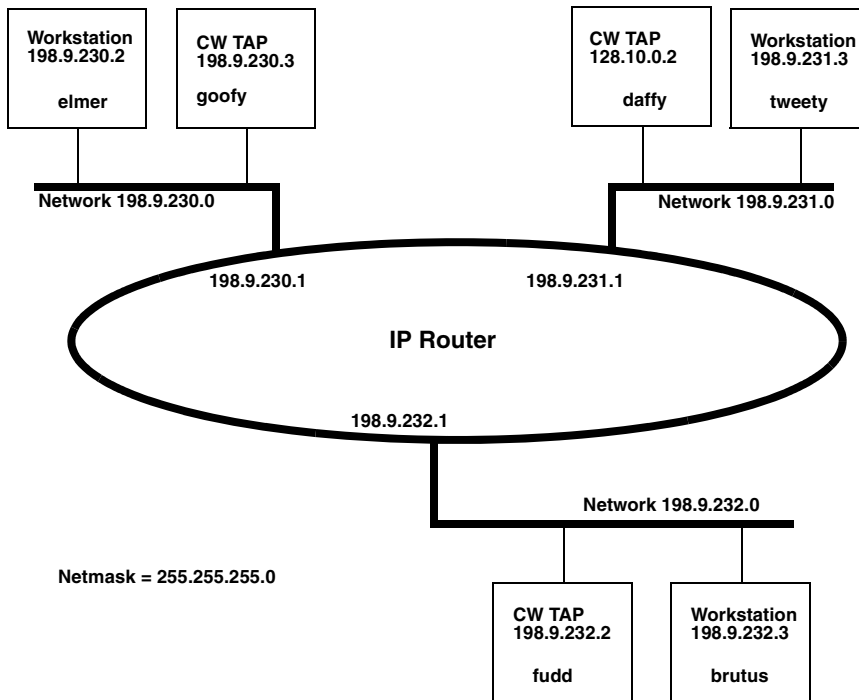 Workstation
198.9.230.2
elmer
CW TAP
198.9.230.3
goofy
CW TAP
128.10.0.2
daffy
Workstation
198.9.231.3
tweety
Network 198.9.230.0
Network 198.9.231.0
198.9.230.1
198.9.231.1
IP Router
198.9.232.1
Network 198.9.232.0
Netmask = 255.255.255.0
CW TAP
198.9.232.2
fudd
Workstation
198.9.232.3
brutus